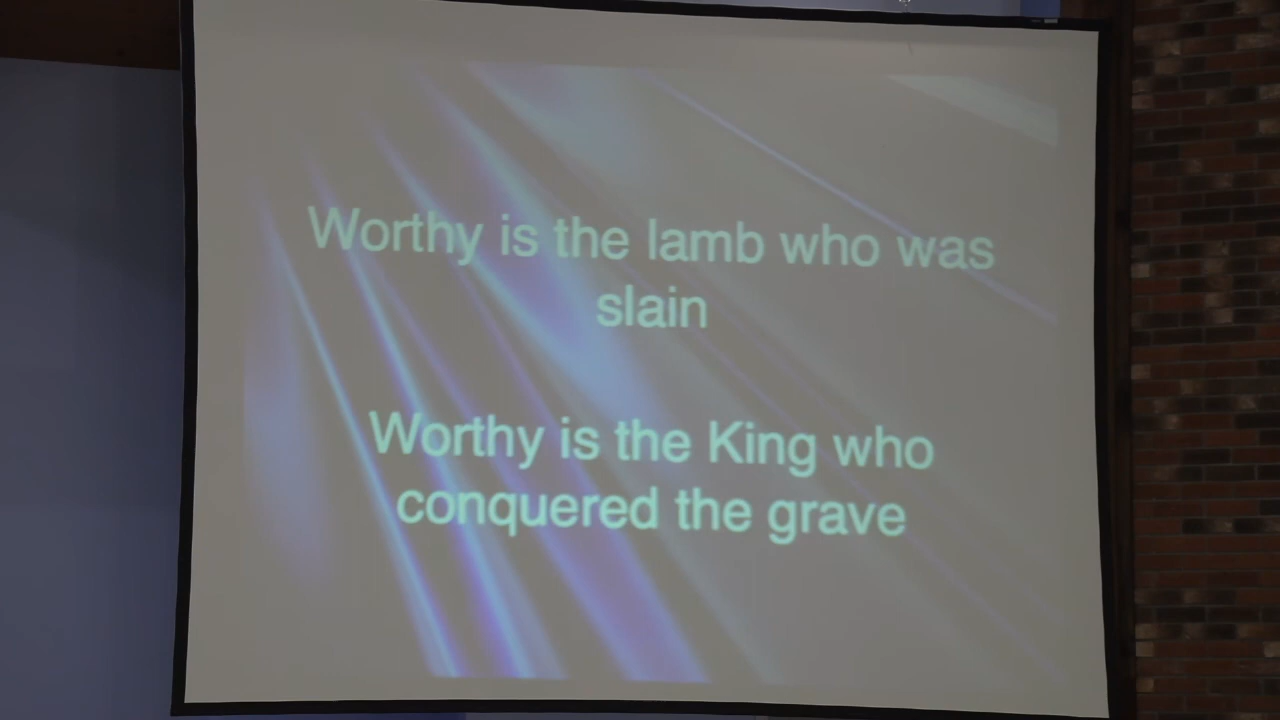 Worthy is the lamb who was
slain
Worthy is the King who
conquered the grave